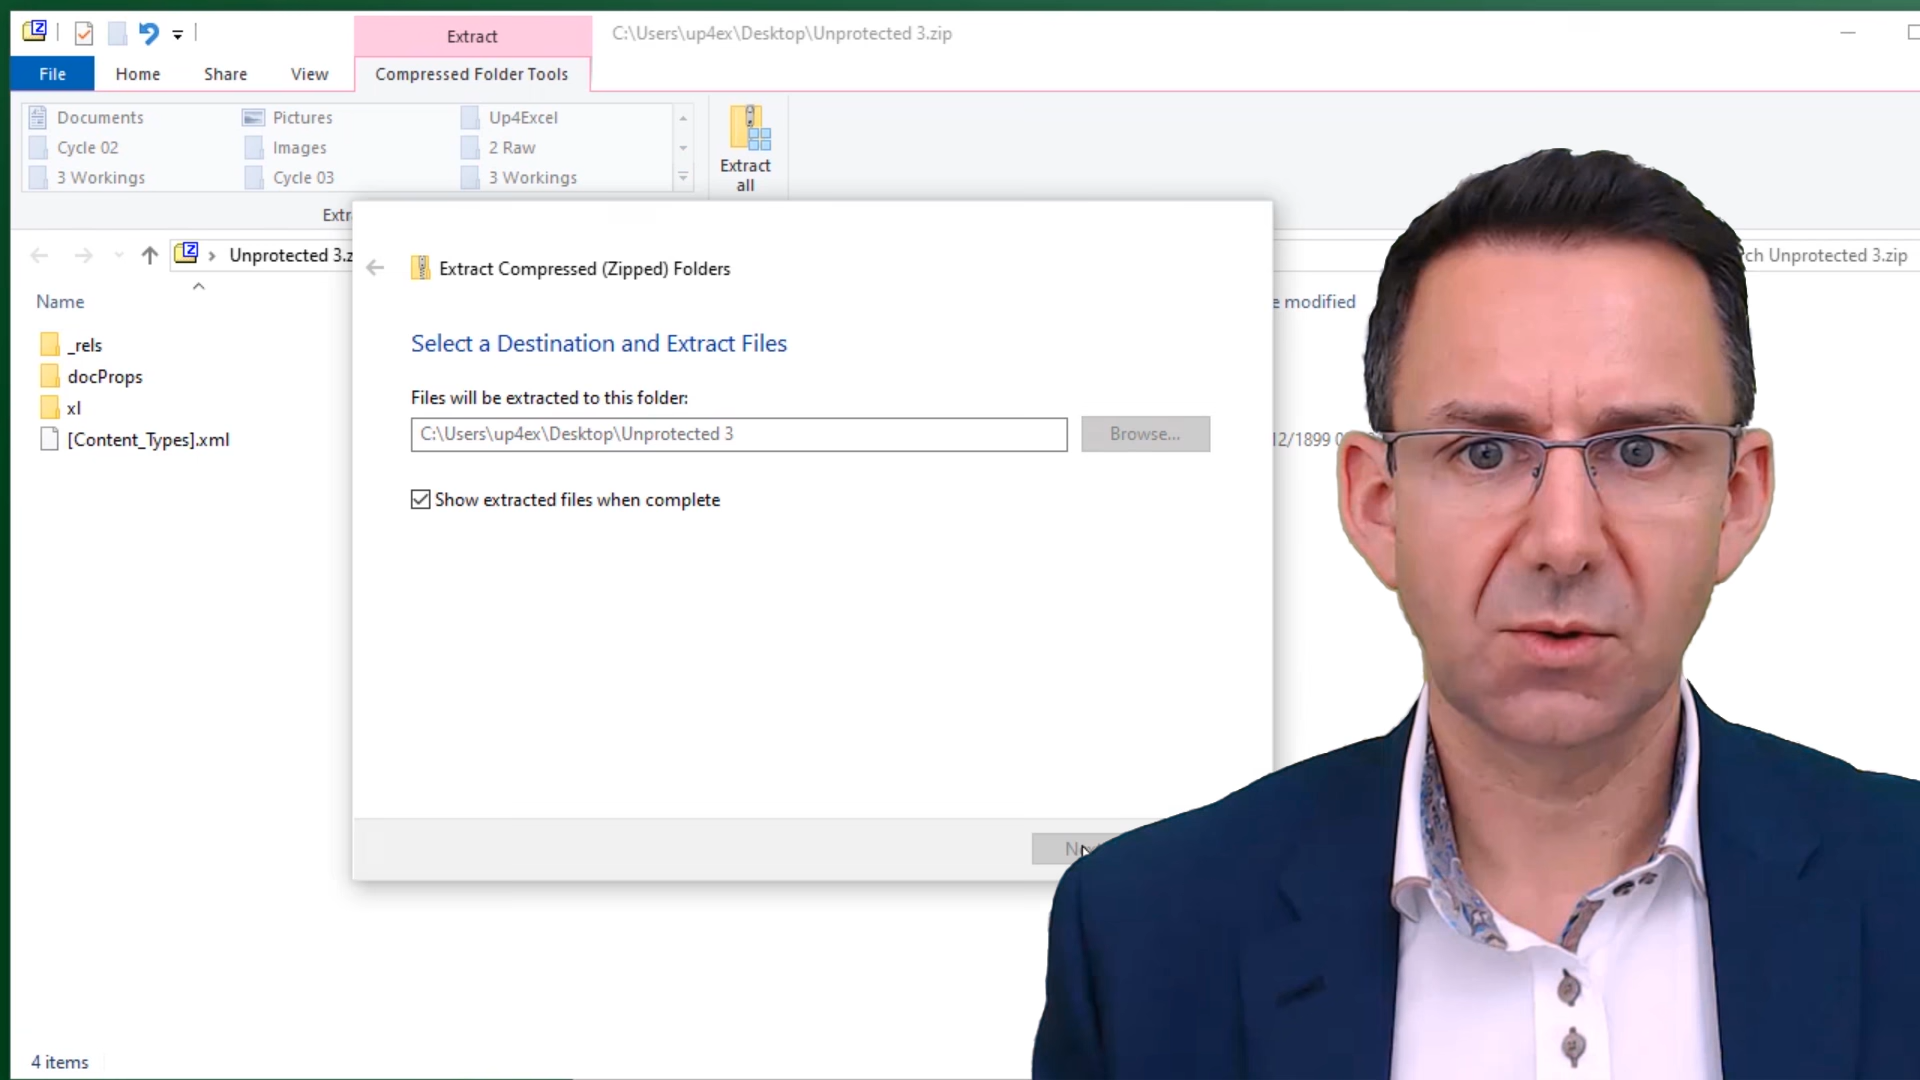 Extract
C:\Users\up4ex\Desktop\Unprotected 3.zip
File
Home
Share
View
Compressed Folder Tools
Documents
Pictures
Up4Excel
Cycle 02
Images
2 Raw
3 Workings
Cycle 03
3 Workings
Extract
all
Unprotected 3.z
Unprotected 3.zip
Name
modified
_rels
docProps
xl
[Content_Types].xml
12/1899
Extract Compressed (Zipped) Folders
Select a Destination and Extract Files
Files will be extracted to this folder:
C:\Users\up4ex\Desktop\Unprotected 3
Browse...
Show extracted files when complete
4 items